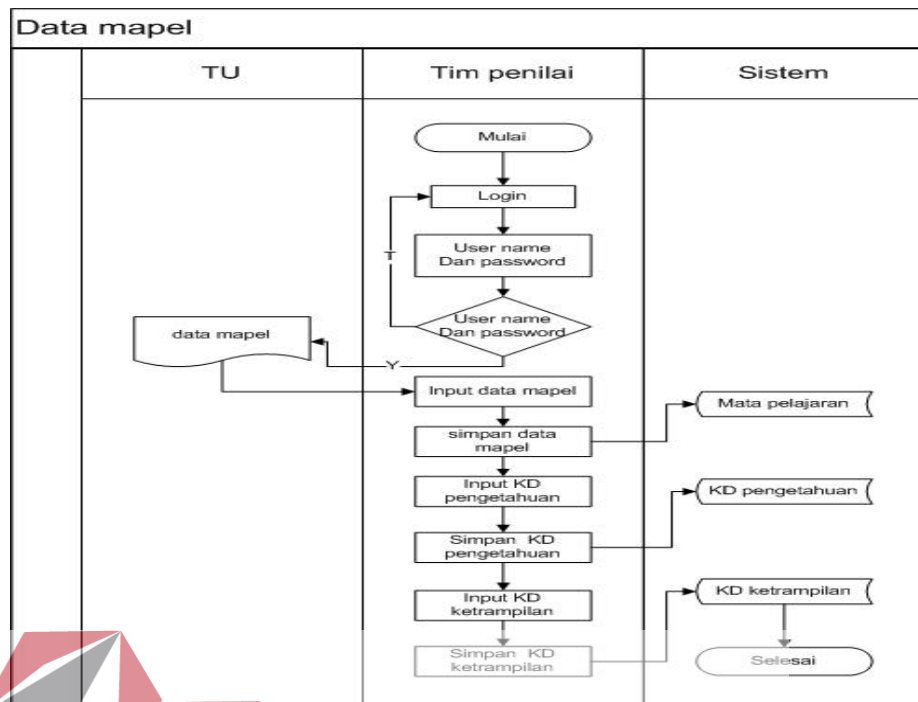 Data mapel
TU
Tim penilai
Sistem
Mulai
Login
User name
Dan password
T
User name
Dan password
data mapel
Y
Input data mapel
simpan data
mapel
Mata pelajaran
Input KD
pengetahuan
KD pengetahuan
Simpan KD
pengetahuan
Input KD
ketrampilan
KD ketrampilan
Simpan KD
ketrampilan
Selesai